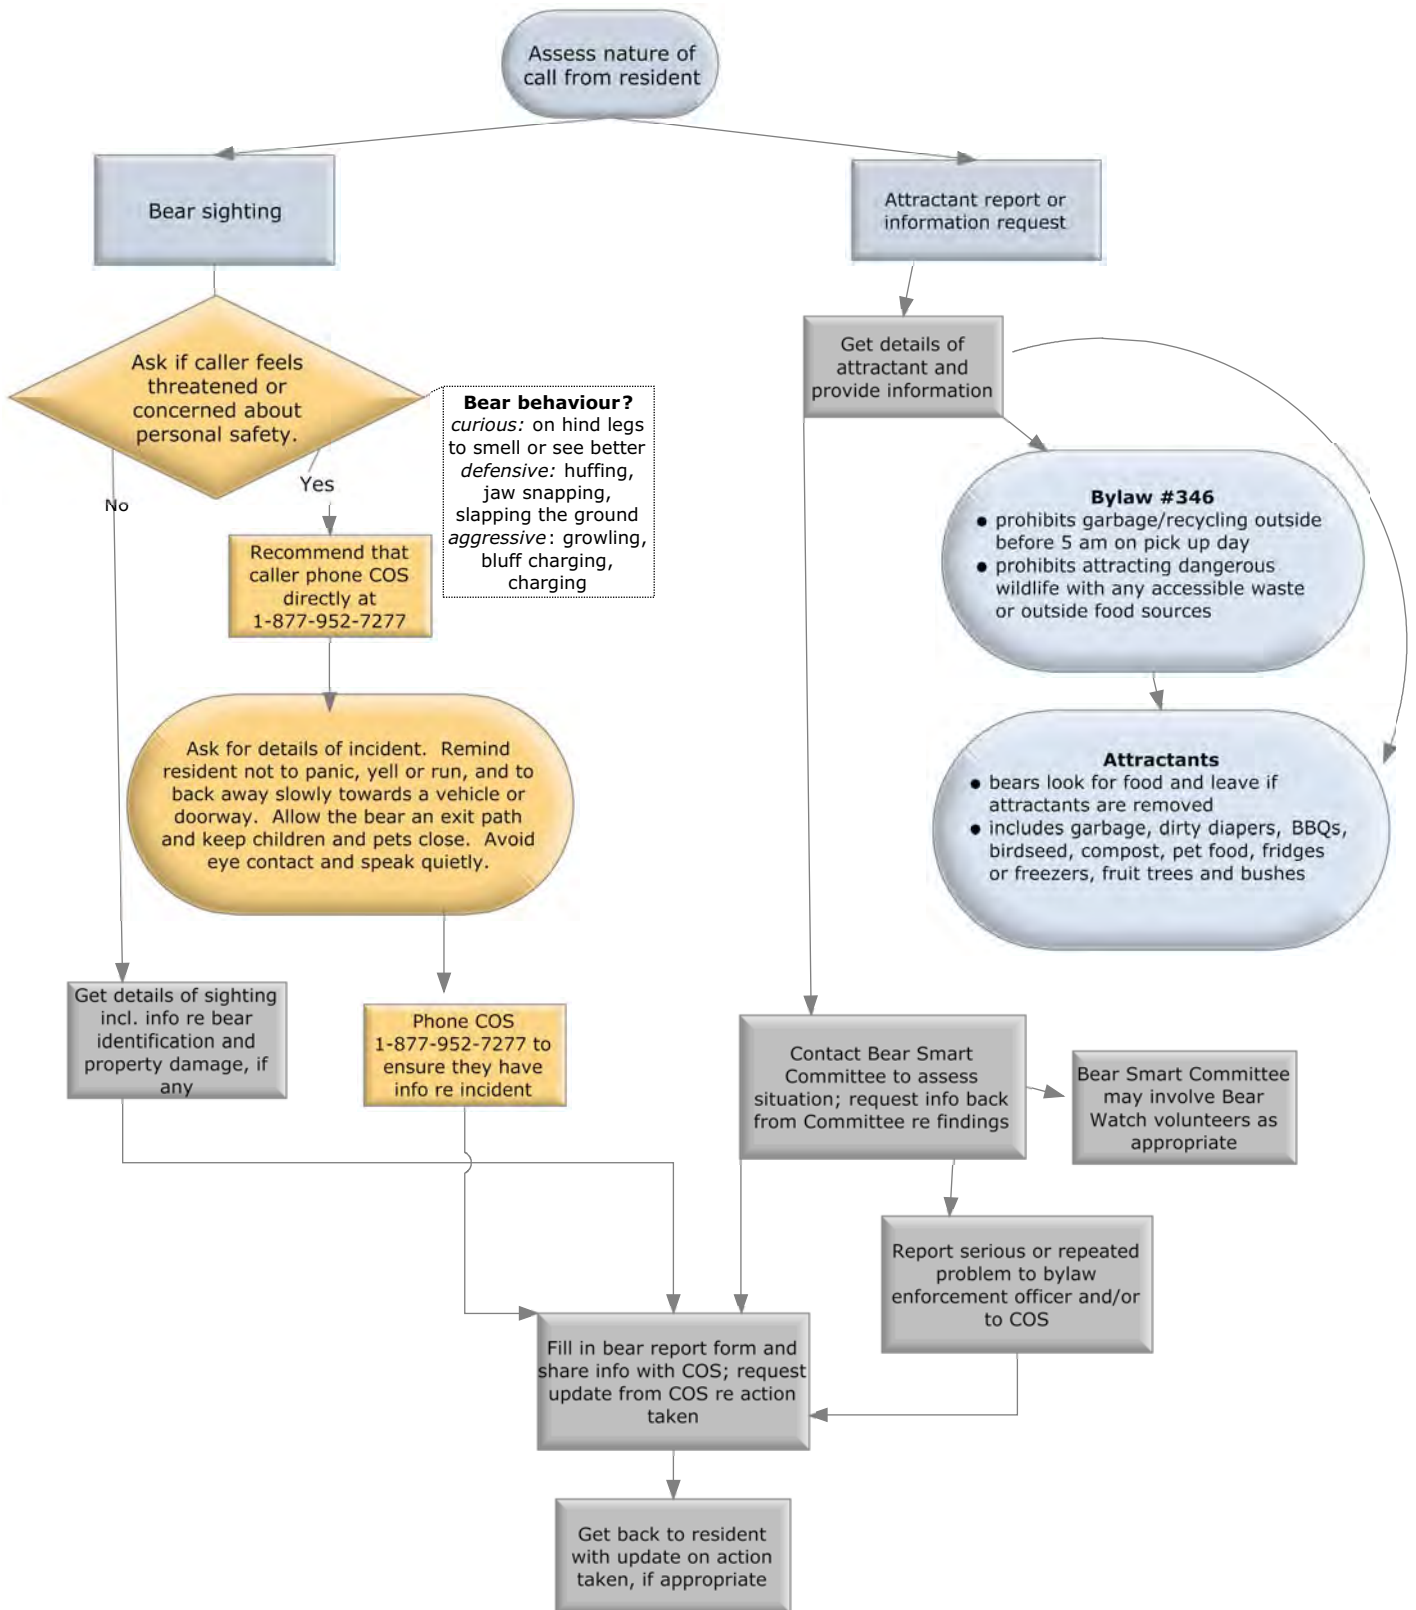 Assess nature of
call from resident
Bear sighting
Attractant report or
information request
Ask if caller feels
threatened or
concerned about
personal safety.
No
Yes
Bear behaviour?
curious: on hind legs
to smell or see better
defensive: huffing,
jaw snapping,
slapping the ground
aggressive: growling,
bluff charging,
charging
Recommend that
caller phone COS
directly at
1-877-952-7277
Ask for details of incident. Remind
resident not to panic, yell or run, and to
back away slowly towards a vehicle or
doorway. Allow the bear an exit path
and keep children and pets close. Avoid
eye contact and speak quietly.
Get details of sighting
incl. info re bear
identification and
property damage, if
any
Phone COS
1-877-952-7277 to
ensure they have
info re incident
Get details of
attractant and
provide information
Bylaw #346
● prohibits garbage/recycling outside
before 5 am on pick up day
● prohibits attracting dangerous
wildlife with any accessible waste
or outside food sources
Attractants
● bears look for food and leave if
attractants are removed
● includes garbage, dirty diapers, BBQs,
birdseed, compost, pet food, fridges
or freezers, fruit trees and bushes
Contact Bear Smart
Committee to assess
situation; request info back
from Committee re findings
Bear Smart Committee
may involve Bear
Watch volunteers as
appropriate
Report serious or repeated
problem to bylaw
enforcement officer and/or
to COS
Fill in bear report form and
share info with COS; request
update from COS re action
taken
Get back to resident
with update on action
taken, if appropriate